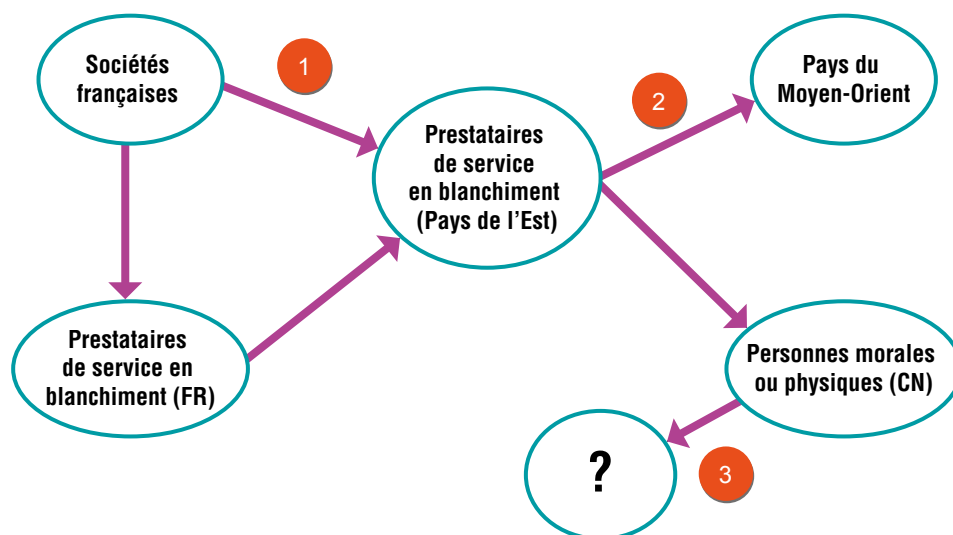 Sociétés
françaises
1
Prestataires
de service
en blanchiment
(Pays de l’Est)
2
Pays du
Moyen-Orient
Prestataires
de service en
blanchiment (FR)
Personnes morales
ou physiques (CN)
?
3